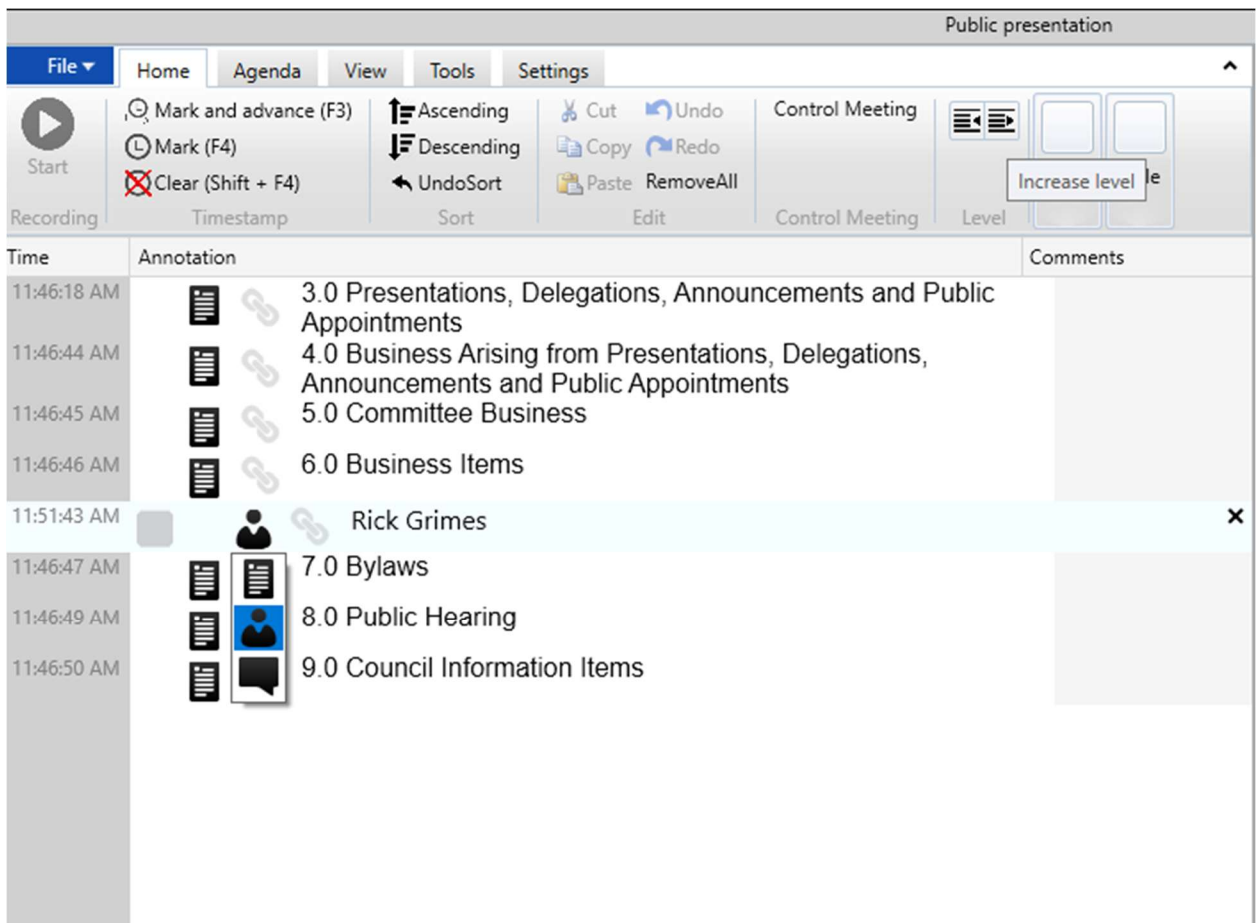 Public presentation
File Home Agenda View Tools Settings
Mark and advance (F3) Ascending Cut Undo Control Meeting
Mark (F4) Descending Copy Redo
Start Clear (Shift + F4) UndoSort Paste RemoveAll Increase level
Recording Timestamp Sort Edit Control Meeting Level
Time Annotation Comments
11:46:18 AM 3.0 Presentations, Delegations, Announcements and Public
Appointments
11:46:44 AM 4.0 Business Arising from Presentations, Delegations,
Announcements and Public Appointments
11:46:45 AM 5.0 Committee Business
11:46:46 AM 6.0 Business Items
11:51:43 AM Rick Grimes
11:46:47 AM 7.0 Bylaws
11:46:49 AM 8.0 Public Hearing
11:46:50 AM 9.0 Council Information Items